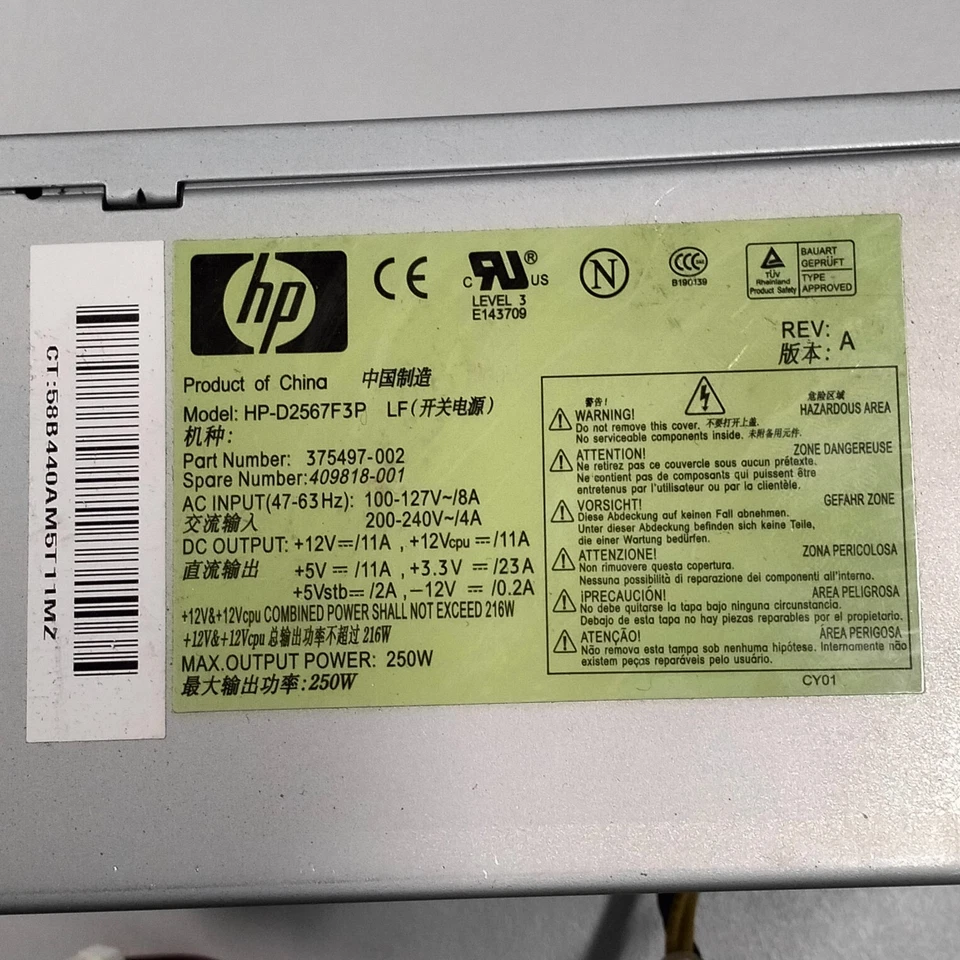 CT:58B440AM5T11MZ
hp
CE
c RU® US
LEVEL 3
E143709
N
CCC
B190139
TÜV
Rheinland
Product Safety
BAUART
GEPRÜFT
TYPE
APPROVED
REV:
版本: A
Product of China 中国制造
Model: HP-D2567F3P LF(开关电源)
机种:
Part Number: 375497-002
Spare Number:409818-001
AC INPUT(47-63Hz): 100-127V~/8A
交流输入 200-240V~/4A
DC OUTPUT: +12V⎓/11A , +12Vcpu ⎓/11A
直流输出 +5V ⎓/11A , +3.3V ⎓/23A
+5Vstb⎓/2A , -12V ⎓/0.2A
+12V&+12Vcpu COMBINED POWER SHALL NOT EXCEED 216W
+12V&+12Vcpu 总输出功率不超过 216W
MAX.OUTPUT POWER: 250W
最大输出功率:250W
警告! 危险区域
WARNING! HAZARDOUS AREA
Do not remove this cover. 不要打开上盖.
No serviceable components inside. 未附备用元件.
ATTENTION! ZONE DANGEREUSE
Ne retirez pas ce couvercle sous aucun prétexte.
Ne contient pas de composants qui puissent être
entretenus par l'utilisateur ou par la clientèle.
VORSICHT! GEFAHR ZONE
Diese Abdeckung auf keinen Fall abnehmen.
Unter dieser Abdeckung befinden sich keine Teile,
die einer Wartung bedürfen.
ATTENZIONE! ZONA PERICOLOSA
Non rimuovere questa copertura.
Nessuna possibilità di reparazione dei componenti all'interno.
¡PRECAUCIÓN! AREA PELIGROSA
No debe quitarse la tapa bajo ninguna circunstancia.
Debajo de esta tapa no hay piezas reparables por el propietario.
ATENÇÃO! ÁREA PERIGOSA
Não remova esta tampa sob nenhuma hipótese. Internamente não
existem peças reparáveis pelo usuário.
CY01